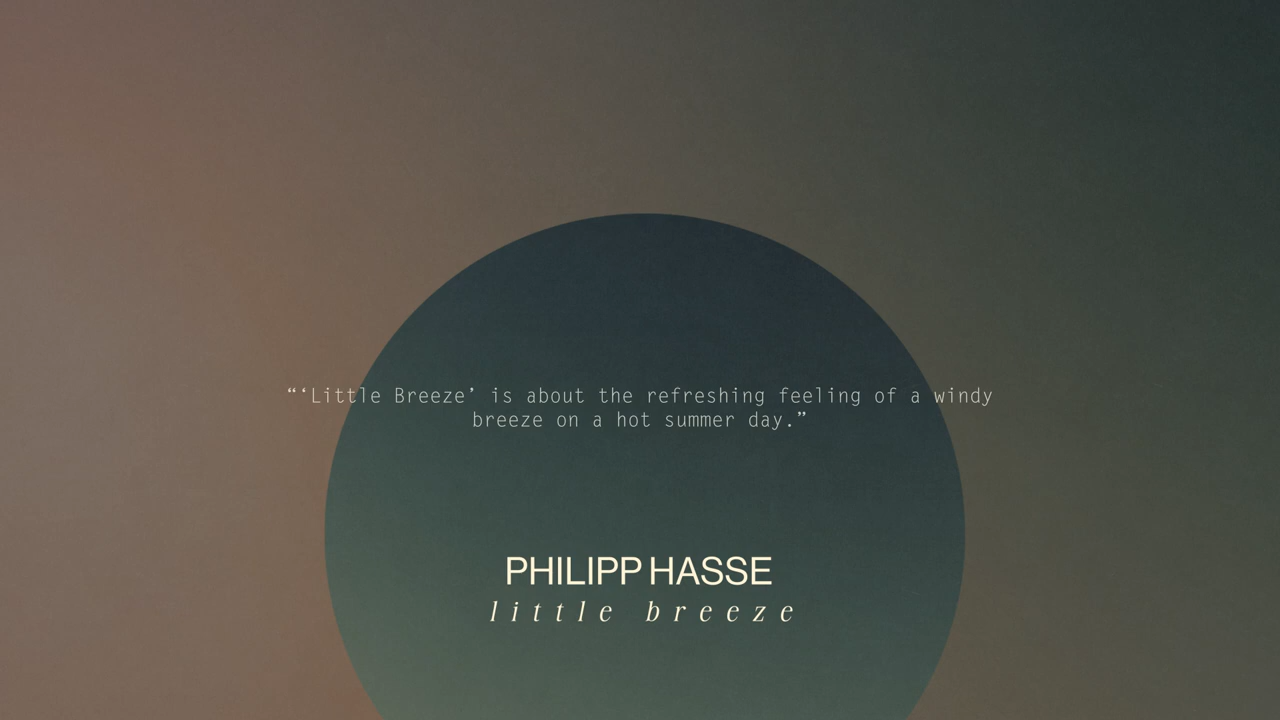 “‘Little Breeze’ is about the refreshing feeling of a windy
breeze on a hot summer day.”
PHILIPP HASSE
little breeze